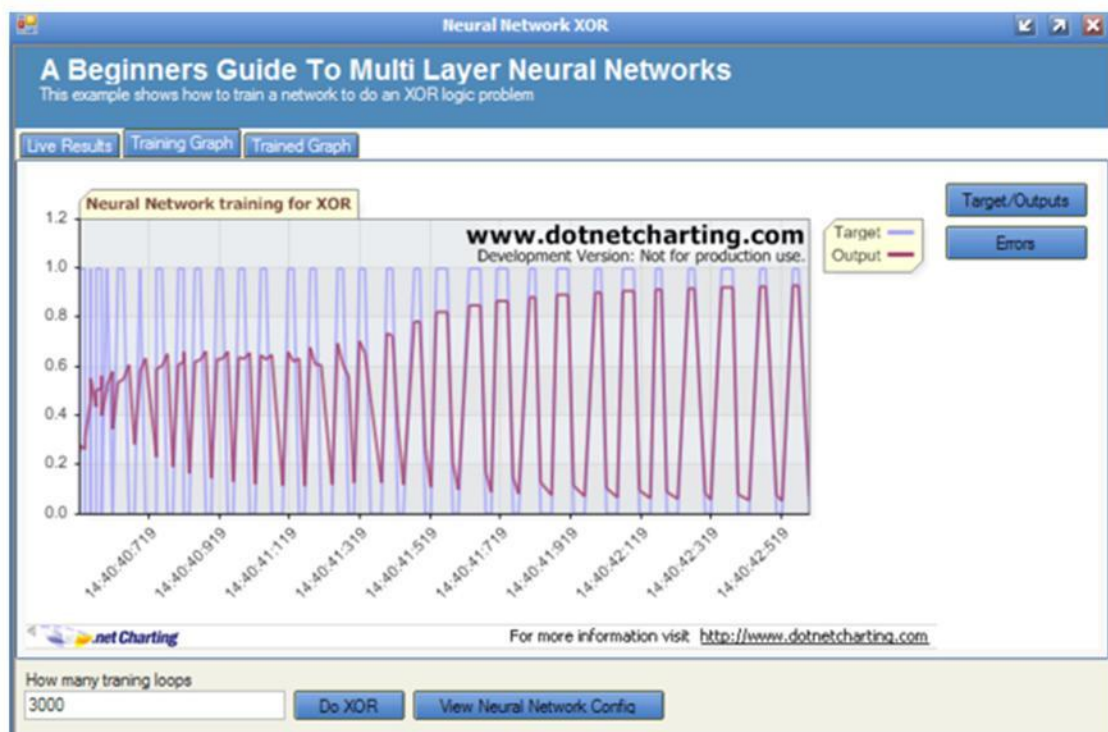 Neural Network XOR
A Beginners Guide To Multi Layer Neural Networks
This example shows how to train a network to do an XOR logic problem
Live Results
Training Graph
Trained Graph
Neural Network training for XOR
www.dotnetcharting.com
Development Version: Not for production use.
Target
Output
Target/Outputs
Errors
1.2
1.0
0.8
0.6
0.4
0.2
0.0
14:40:40:719
14:40:40:919
14:40:41:119
14:40:41:319
14:40:41:519
14:40:41:719
14:40:41:919
14:40:42:119
14:40:42:319
14:40:42:519
.net Charting
For more information visit http://www.dotnetcharting.com
How many traning loops
3000
Do XOR
View Neural Network Config